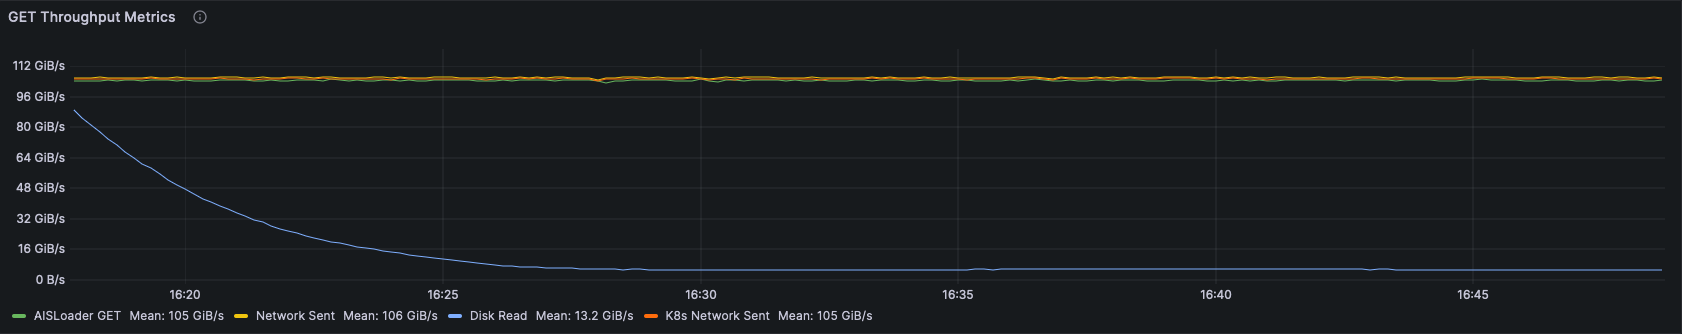 GET Throughput Metrics
112 GiB/s
96 GiB/s
80 GiB/s
64 GiB/s
48 GiB/s
32 GiB/s
16 GiB/s
0 B/s
16:20 16:25 16:30 16:35 16:40 16:45
AISLoader GET Mean: 105 GiB/s Network Sent Mean: 106 GiB/s Disk Read Mean: 13.2 GiB/s K8s Network Sent Mean: 105 GiB/s